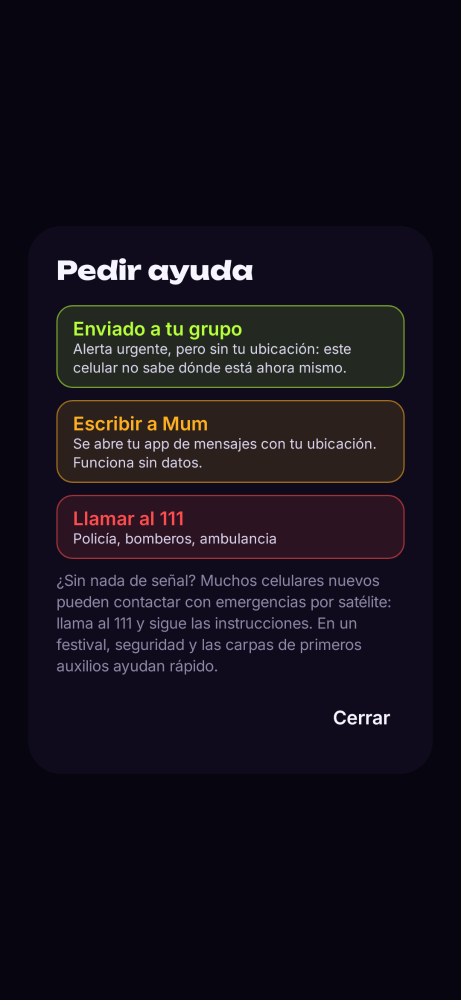 Pedir ayuda
Enviado a tu grupo
Alerta urgente, pero sin tu ubicación: este
celular no sabe dónde está ahora mismo.
Escribir a Mum
Se abre tu app de mensajes con tu ubicación.
Funciona sin datos.
Llamar al 111
Policía, bomberos, ambulancia
¿Sin nada de señal? Muchos celulares nuevos
pueden contactar con emergencias por satélite:
llama al 111 y sigue las instrucciones. En un
festival, seguridad y las carpas de primeros
auxilios ayudan rápido.
Cerrar